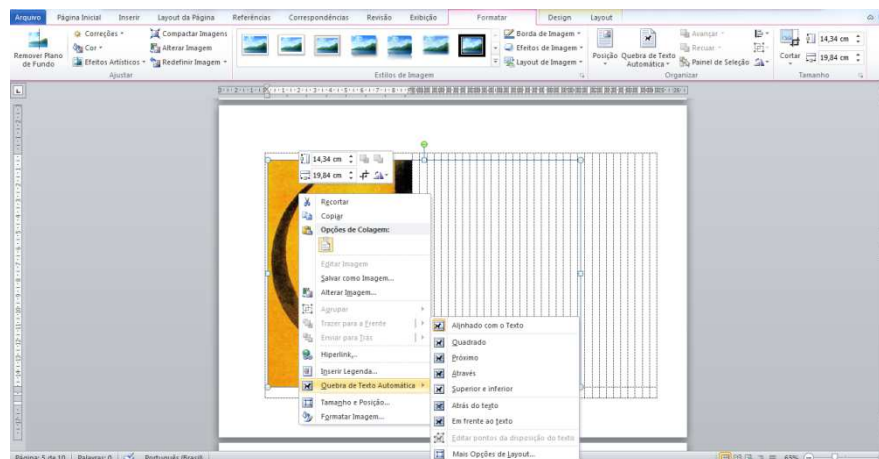 Arquivo Página Inicial Inserir Layout da Página Referências Correspondências Revisão Exibição Formatar Design Layout
Remover Plano de Fundo
Correções
Cor
Efeitos Artísticos
Compactar Imagens
Alterar Imagem
Redefinir Imagem
Ajustar
Estilos de Imagem
Borda de Imagem
Efeitos de Imagem
Layout de Imagem
Posição
Quebra de Texto Automática
Avançar
Recuar
Painel de Seleção
Organizar
Cortar
14,34 cm
19,84 cm
Tamanho
14,34 cm
19,84 cm
Recortar
Copiar
Opções de Colagem:
Editar Imagem
Salvar como Imagem...
Alterar Imagem...
Agrupar
Trazer para a Frente
Enviar para Trás
Hiperlink...
Inserir Legenda...
Quebra de Texto Automática
Tamanho e Posição...
Formatar Imagem...
Alinhado com o Texto
Quadrado
Próximo
Através
Superior e inferior
Atrás do texto
Em frente ao texto
Editar pontos da disposição do texto
Mais Opções de Layout...
Página: 5 de 10 Palavras: 0 Português (Brasil) 65%